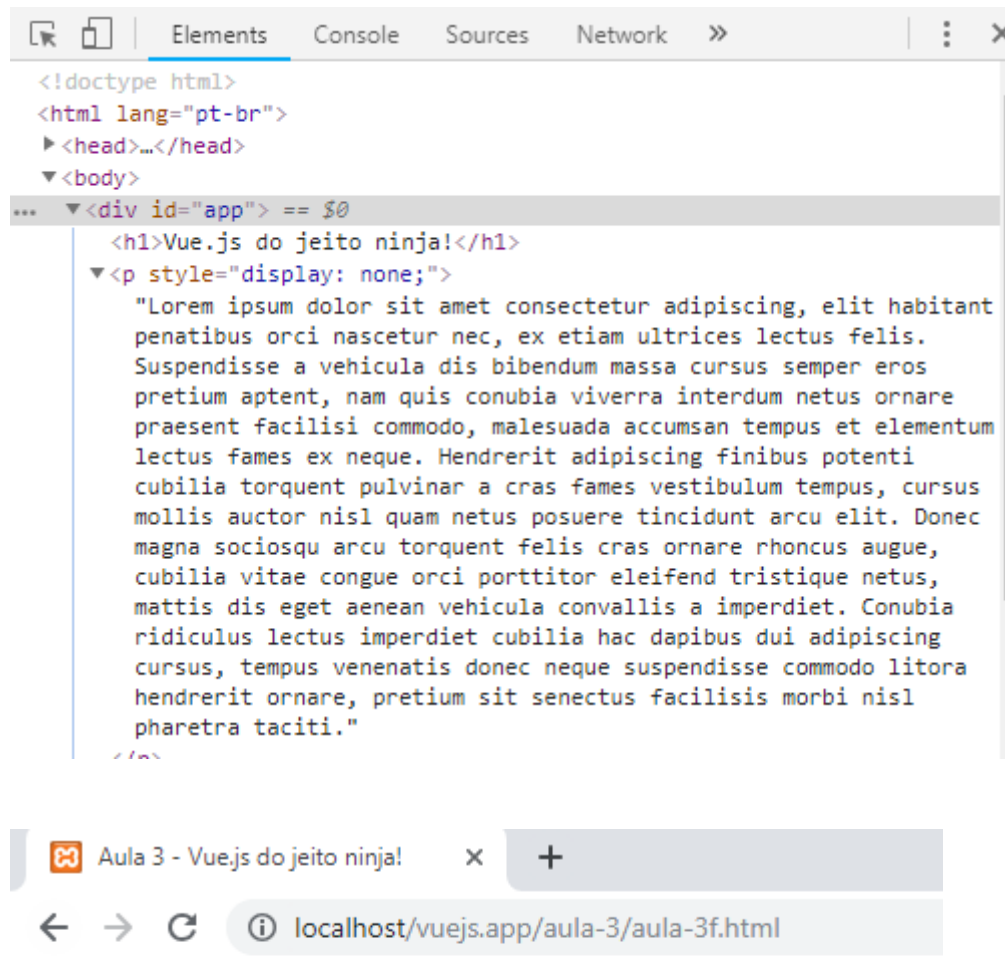 Elements Console Sources Network »
<!doctype html>
<html lang="pt-br">
<head>…</head>
<body>
<div id="app"> == $0
<h1>Vue.js do jeito ninja!</h1>
<p style="display: none;">
"Lorem ipsum dolor sit amet consectetur adipiscing, elit habitant
penatibus orci nascetur nec, ex etiam ultrices lectus felis.
Suspendisse a vehicula dis bibendum massa cursus semper eros
pretium aptent, nam quis conubia viverra interdum netus ornare
praesent facilisi commodo, malesuada accumsan tempus et elementum
lectus fames ex neque. Hendrerit adipiscing finibus potenti
cubilia torquent pulvinar a cras fames vestibulum tempus, cursus
mollis auctor nisl quam netus posuere tincidunt arcu elit. Donec
magna sociosqu arcu torquent felis cras ornare rhoncus augue,
cubilia vitae congue orci porttitor eleifend tristique netus,
mattis dis eget aenean vehicula convallis a imperdiet. Conubia
ridiculus lectus imperdiet cubilia hac dapibus dui adipiscing
cursus, tempus venenatis donec neque suspendisse commodo litora
hendrerit ornare, pretium sit senectus facilisis morbi nisl
pharetra taciti."
</p>
Aula 3 - Vue.js do jeito ninja!
localhost/vuejs.app/aula-3/aula-3f.html